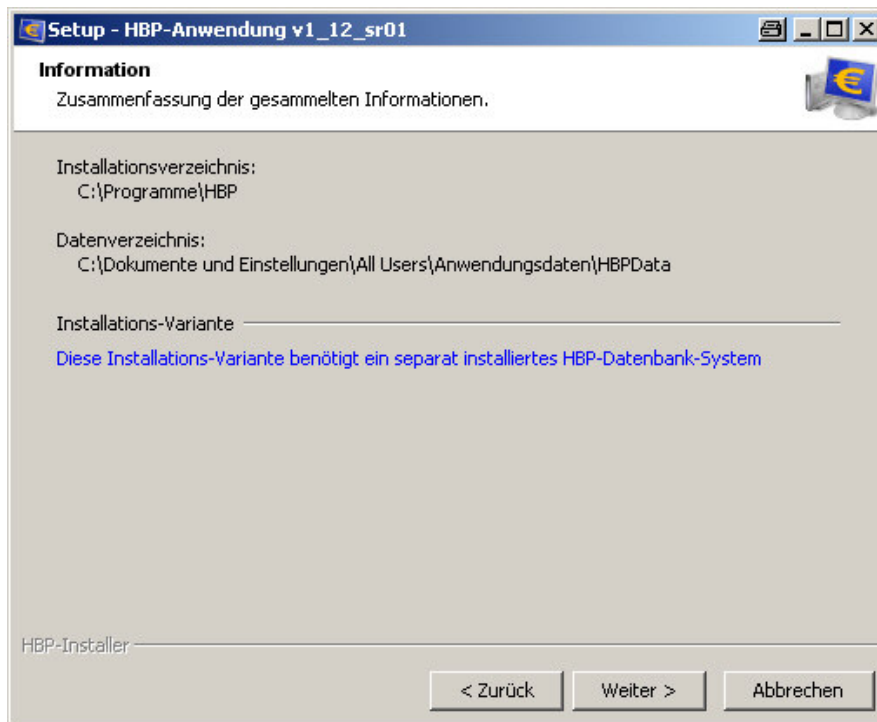 Setup - HBP-Anwendung v1_12_sr01
Information
Zusammenfassung der gesammelten Informationen.
Installationsverzeichnis:
C:\Programme\HBP
Datenverzeichnis:
C:\Dokumente und Einstellungen\All Users\Anwendungsdaten\HBPData
Installations-Variante
Diese Installations-Variante benötigt ein separat installiertes HBP-Datenbank-System
HBP-Installer
< Zurück Weiter > Abbrechen